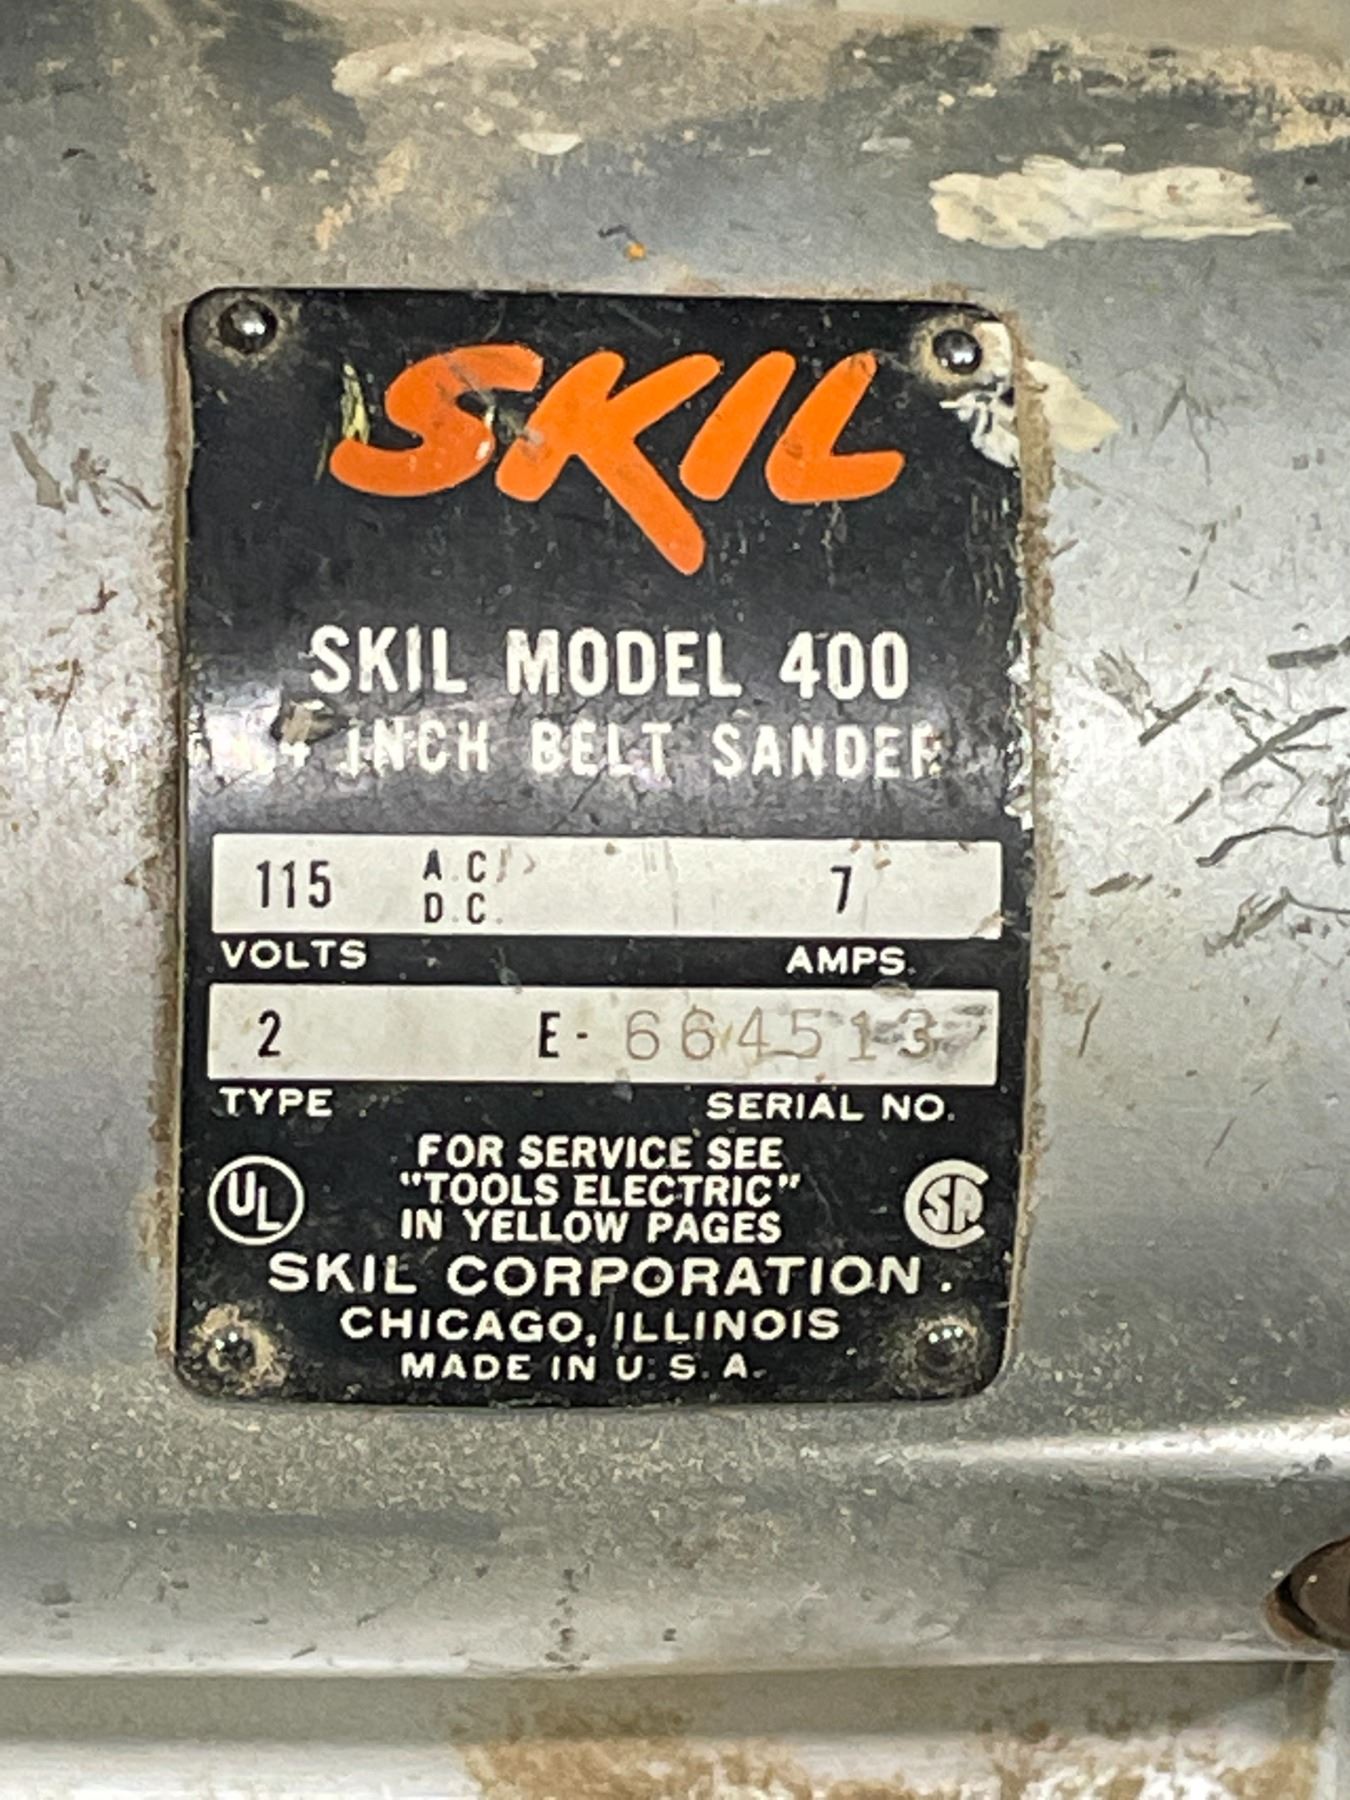 SKIL
SKIL MODEL 400
4 INCH BELT SANDER
115 A.C. 7
D.C.
VOLTS AMPS.
2 E- 664513
TYPE SERIAL NO.
FOR SERVICE SEE
"TOOLS ELECTRIC"
IN YELLOW PAGES
UL SA
SKIL CORPORATION.
CHICAGO, ILLINOIS
MADE IN U.S.A.